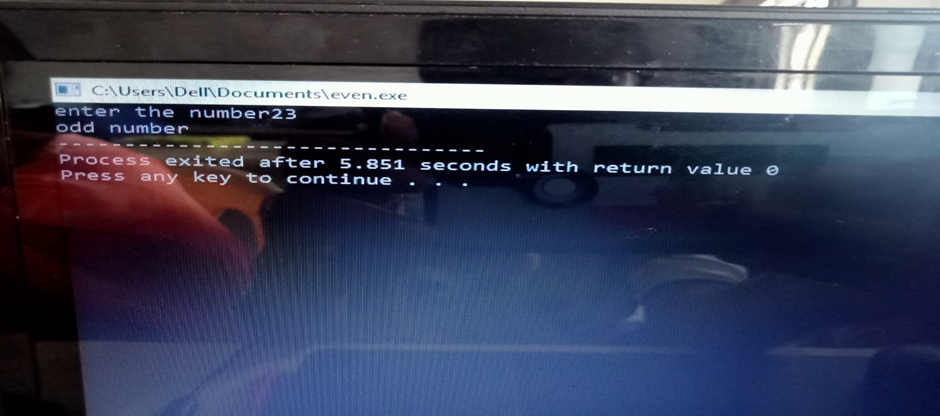 C:\Users\Dell\Documents\even.exe
enter the number23
odd number
--------------------------------
Process exited after 5.851 seconds with return value 0
Press any key to continue . . .